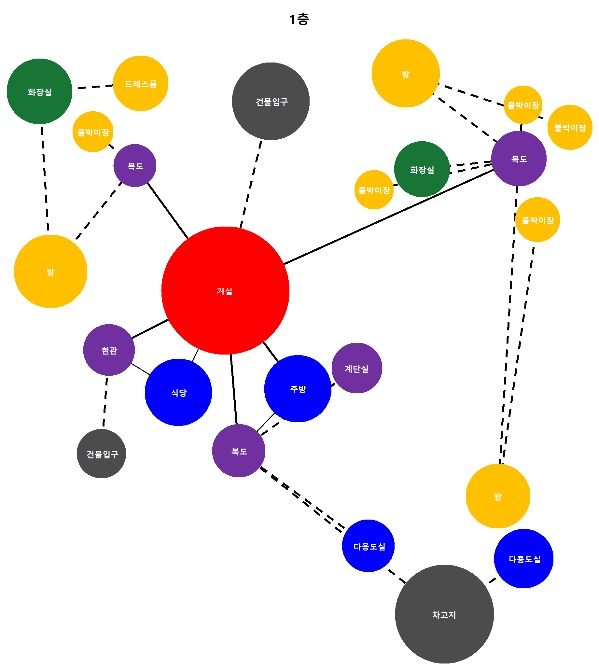 1층
방
화장실
드레스룸
건물입구
붙박이장
붙박이장
붙박이장
복도
복도
화장실
붙박이장
붙박이장
방
거실
현관
계단실
식당
주방
복도
건물입구
방
다용도실
다용도실
차고지